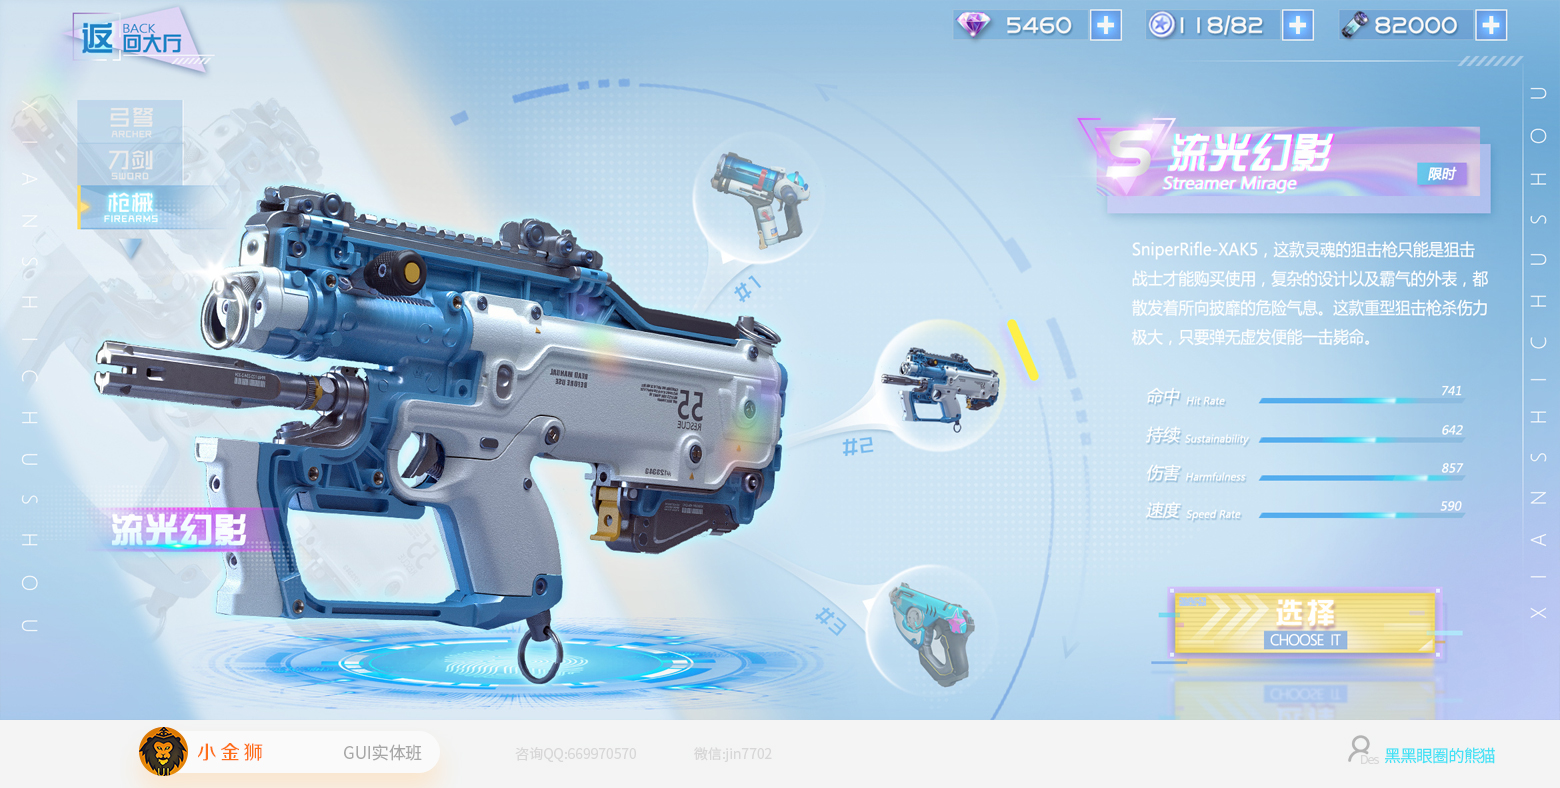 返
BACK
回大厅
5460
118/82
82000
弓弩
ARCHER
刀剑
SWORD
枪械
FIREARMS
XIANSHICHUSHOU
流光幻影
#1
#2
#3
S
流光幻影
Streamer Mirage
限时
SniperRifle-XAK5，这款灵魂的狙击枪只能是狙击
战士才能购买使用，复杂的设计以及霸气的外表，都
散发着所向披靡的危险气息。这款重型狙击枪杀伤力
极大，只要弹无虚发便能一击毙命。
命中 Hit Rate 741
持续 Sustainability 642
伤害 Harmfulness 857
速度 Speed Rate 590
选择
CHOOSE IT
XIANSHICHUSHOU
READ MANUAL
BEFORE USE
55
RESCUE
小金狮
GUI实体班
咨询QQ:669970570
微信:jin7702
Des
黑黑眼圈的熊猫